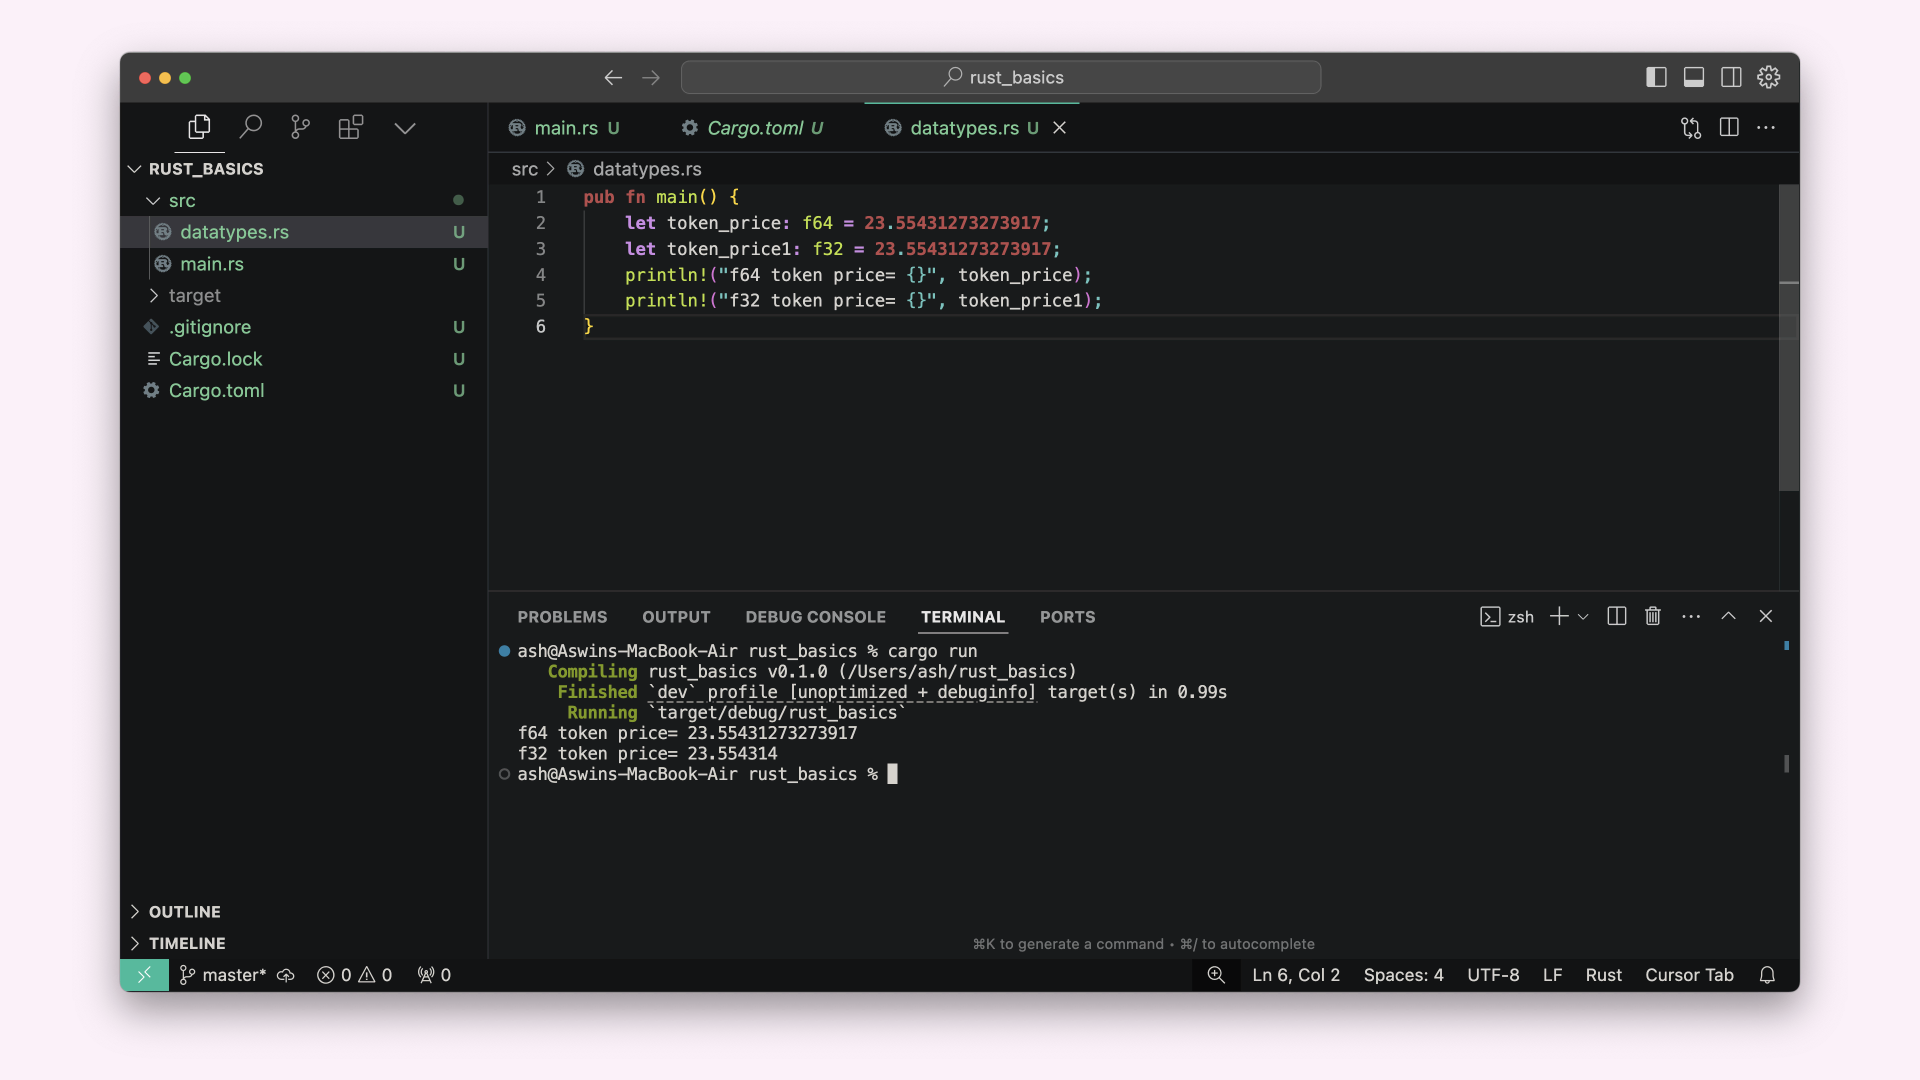 rust_basics
main.rs U
Cargo.toml U
datatypes.rs U
RUST_BASICS
src
datatypes.rs U
main.rs U
target
.gitignore U
Cargo.lock U
Cargo.toml U
OUTLINE
TIMELINE
src > datatypes.rs
1 pub fn main() {
2 let token_price: f64 = 23.55431273273917;
3 let token_price1: f32 = 23.55431273273917;
4 println!("f64 token price= {}", token_price);
5 println!("f32 token price= {}", token_price1);
6 }
PROBLEMS OUTPUT DEBUG CONSOLE TERMINAL PORTS
zsh
ash@Aswins-MacBook-Air rust_basics % cargo run
Compiling rust_basics v0.1.0 (/Users/ash/rust_basics)
Finished `dev` profile [unoptimized + debuginfo] target(s) in 0.99s
Running `target/debug/rust_basics`
f64 token price= 23.55431273273917
f32 token price= 23.554314
ash@Aswins-MacBook-Air rust_basics %
⌘K to generate a command • ⌘/ to autocomplete
master* 0 0 0 Ln 6, Col 2 Spaces: 4 UTF-8 LF Rust Cursor Tab